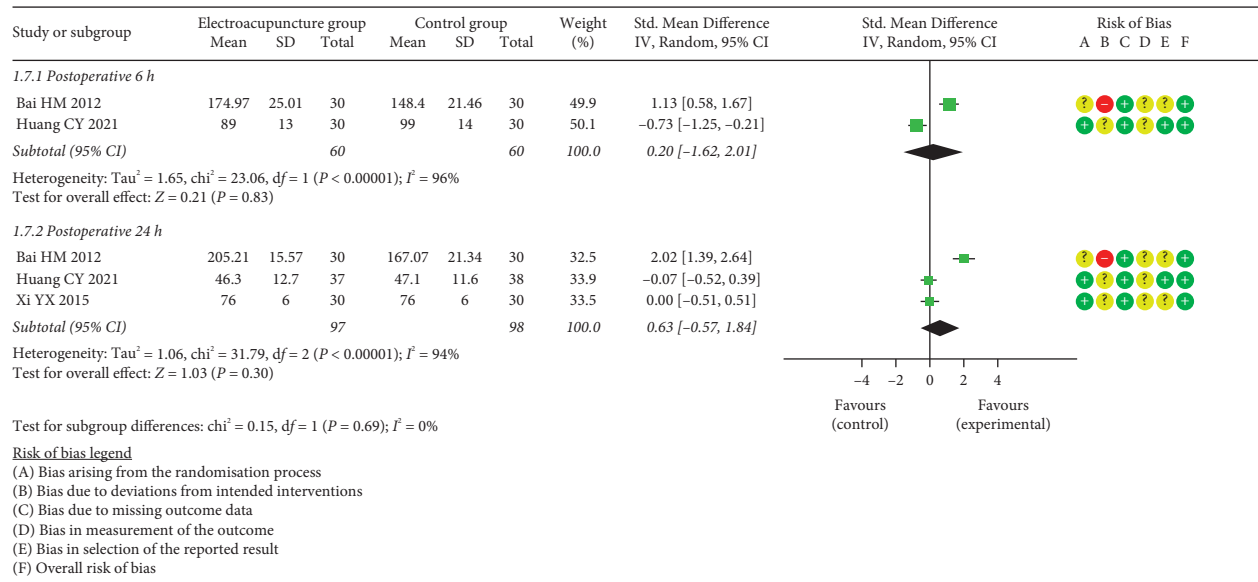 Study or subgroup Electroacupuncture group Control group Weight (%) Std. Mean Difference IV, Random, 95% CI Std. Mean Difference IV, Random, 95% CI Risk of Bias
Mean SD Total Mean SD Total A B C D E F
1.7.1 Postoperative 6 h
Bai HM 2012 174.97 25.01 30 148.4 21.46 30 49.9 1.13 [0.58, 1.67] ? – + ? ? +
Huang CY 2021 89 13 30 99 14 30 50.1 –0.73 [–1.25, –0.21] + ? + ? + +
Subtotal (95% CI) 60 60 100.0 0.20 [–1.62, 2.01]
Heterogeneity: Tau² = 1.65, chi² = 23.06, df = 1 (P < 0.00001); I² = 96%
Test for overall effect: Z = 0.21 (P = 0.83)
1.7.2 Postoperative 24 h
Bai HM 2012 205.21 15.57 30 167.07 21.34 30 32.5 2.02 [1.39, 2.64] ? – + ? ? +
Huang CY 2021 46.3 12.7 37 47.1 11.6 38 33.9 –0.07 [–0.52, 0.39] + ? + ? + +
Xi YX 2015 76 6 30 76 6 30 33.5 0.00 [–0.51, 0.51] + ? ? ? ? +
Subtotal (95% CI) 97 98 100.0 0.63 [–0.57, 1.84]
Heterogeneity: Tau² = 1.06, chi² = 31.79, df = 2 (P < 0.00001); I² = 94%
Test for overall effect: Z = 1.03 (P = 0.30)
–4 –2 0 2 4
Favours (control) Favours (experimental)
Test for subgroup differences: chi² = 0.15, df = 1 (P = 0.69); I² = 0%
Risk of bias legend
(A) Bias arising from the randomisation process
(B) Bias due to deviations from intended interventions
(C) Bias due to missing outcome data
(D) Bias in measurement of the outcome
(E) Bias in selection of the reported result
(F) Overall risk of bias